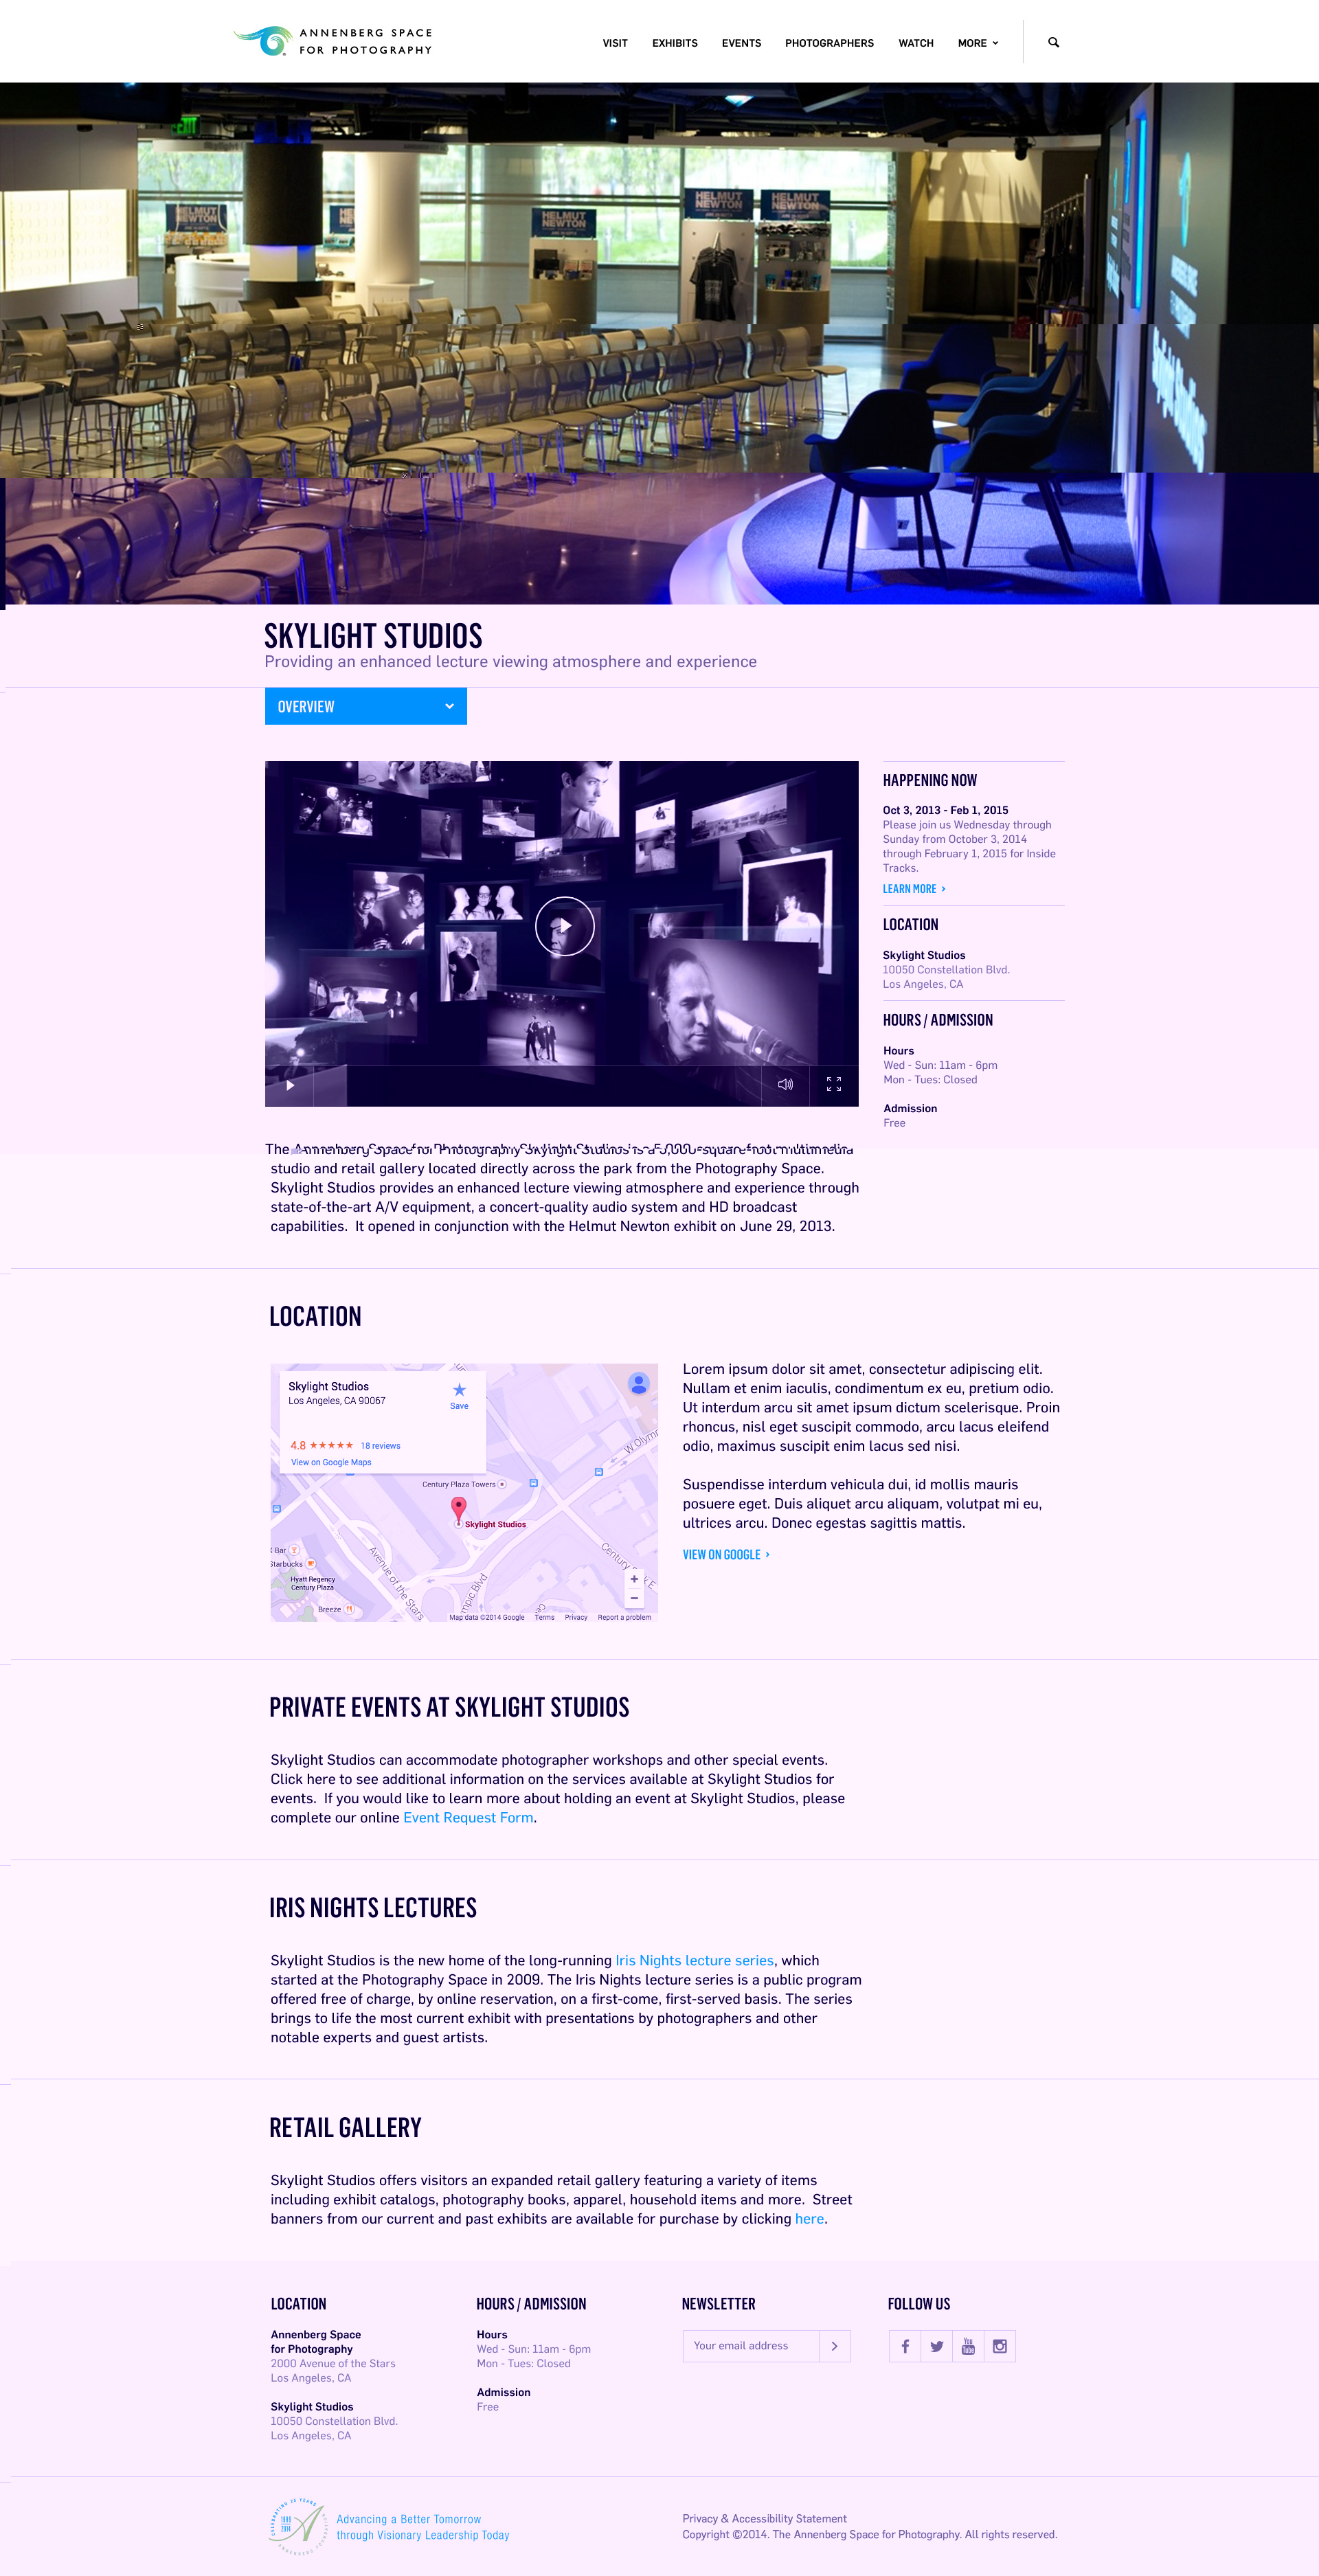 ANNENBERG SPACE
FOR PHOTOGRAPHY
VISIT EXHIBITS EVENTS PHOTOGRAPHERS WATCH MORE
EXIT
HELMUT
NEWTON
HELMUT
NEWTON
HELMUT
NEWTON
HELMUT
NEWTON
SKYLIGHT STUDIOS
Providing an enhanced lecture viewing atmosphere and experience
OVERVIEW
HAPPENING NOW
Oct 3, 2013 - Feb 1, 2015
Please join us Wednesday through
Sunday from October 3, 2014
through February 1, 2015 for Inside
Tracks.
LEARN MORE
LOCATION
Skylight Studios
10050 Constellation Blvd.
Los Angeles, CA
HOURS / ADMISSION
Hours
Wed - Sun: 11am - 6pm
Mon - Tues: Closed
Admission
Free
The Annenberg Space for Photography Skylight Studios is a 5,000 square foot multimedia
studio and retail gallery located directly across the park from the Photography Space.
Skylight Studios provides an enhanced lecture viewing atmosphere and experience through
state-of-the-art A/V equipment, a concert-quality audio system and HD broadcast
capabilities.  It opened in conjunction with the Helmut Newton exhibit on June 29, 2013.
LOCATION
Skylight Studios
Los Angeles, CA 90067
Save
4.8 ★★★★★ 18 reviews
View on Google Maps
W Olympic
Century Plaza Towers
Skylight Studios
Bar
Starbucks
Hyatt Regency
Century Plaza
Breeze
Avenue of the Stars
mpic Blvd
Century
Map data ©2014 Google Terms Privacy Report a problem
Lorem ipsum dolor sit amet, consectetur adipiscing elit.
Nullam et enim iaculis, condimentum ex eu, pretium odio.
Ut interdum arcu sit amet ipsum dictum scelerisque. Proin
rhoncus, nisl eget suscipit commodo, arcu lacus eleifend
odio, maximus suscipit enim lacus sed nisi.
Suspendisse interdum vehicula dui, id mollis mauris
posuere eget. Duis aliquet arcu aliquam, volutpat mi eu,
ultrices arcu. Donec egestas sagittis mattis.
VIEW ON GOOGLE
PRIVATE EVENTS AT SKYLIGHT STUDIOS
Skylight Studios can accommodate photographer workshops and other special events.
Click here to see additional information on the services available at Skylight Studios for
events.  If you would like to learn more about holding an event at Skylight Studios, please
complete our online Event Request Form.
IRIS NIGHTS LECTURES
Skylight Studios is the new home of the long-running Iris Nights lecture series, which
started at the Photography Space in 2009. The Iris Nights lecture series is a public program
offered free of charge, by online reservation, on a first-come, first-served basis. The series
brings to life the most current exhibit with presentations by photographers and other
notable experts and guest artists.
RETAIL GALLERY
Skylight Studios offers visitors an expanded retail gallery featuring a variety of items
including exhibit catalogs, photography books, apparel, household items and more.  Street
banners from our current and past exhibits are available for purchase by clicking here.
LOCATION
Annenberg Space
for Photography
2000 Avenue of the Stars
Los Angeles, CA
Skylight Studios
10050 Constellation Blvd.
Los Angeles, CA
HOURS / ADMISSION
Hours
Wed - Sun: 11am - 6pm
Mon - Tues: Closed
Admission
Free
NEWSLETTER
Your email address
FOLLOW US
You
Tube
CELEBRATING 25 YEARS
1989
2014
Advancing a Better Tomorrow
through Visionary Leadership Today
Privacy & Accessibility Statement
Copyright ©2014. The Annenberg Space for Photography. All rights reserved.